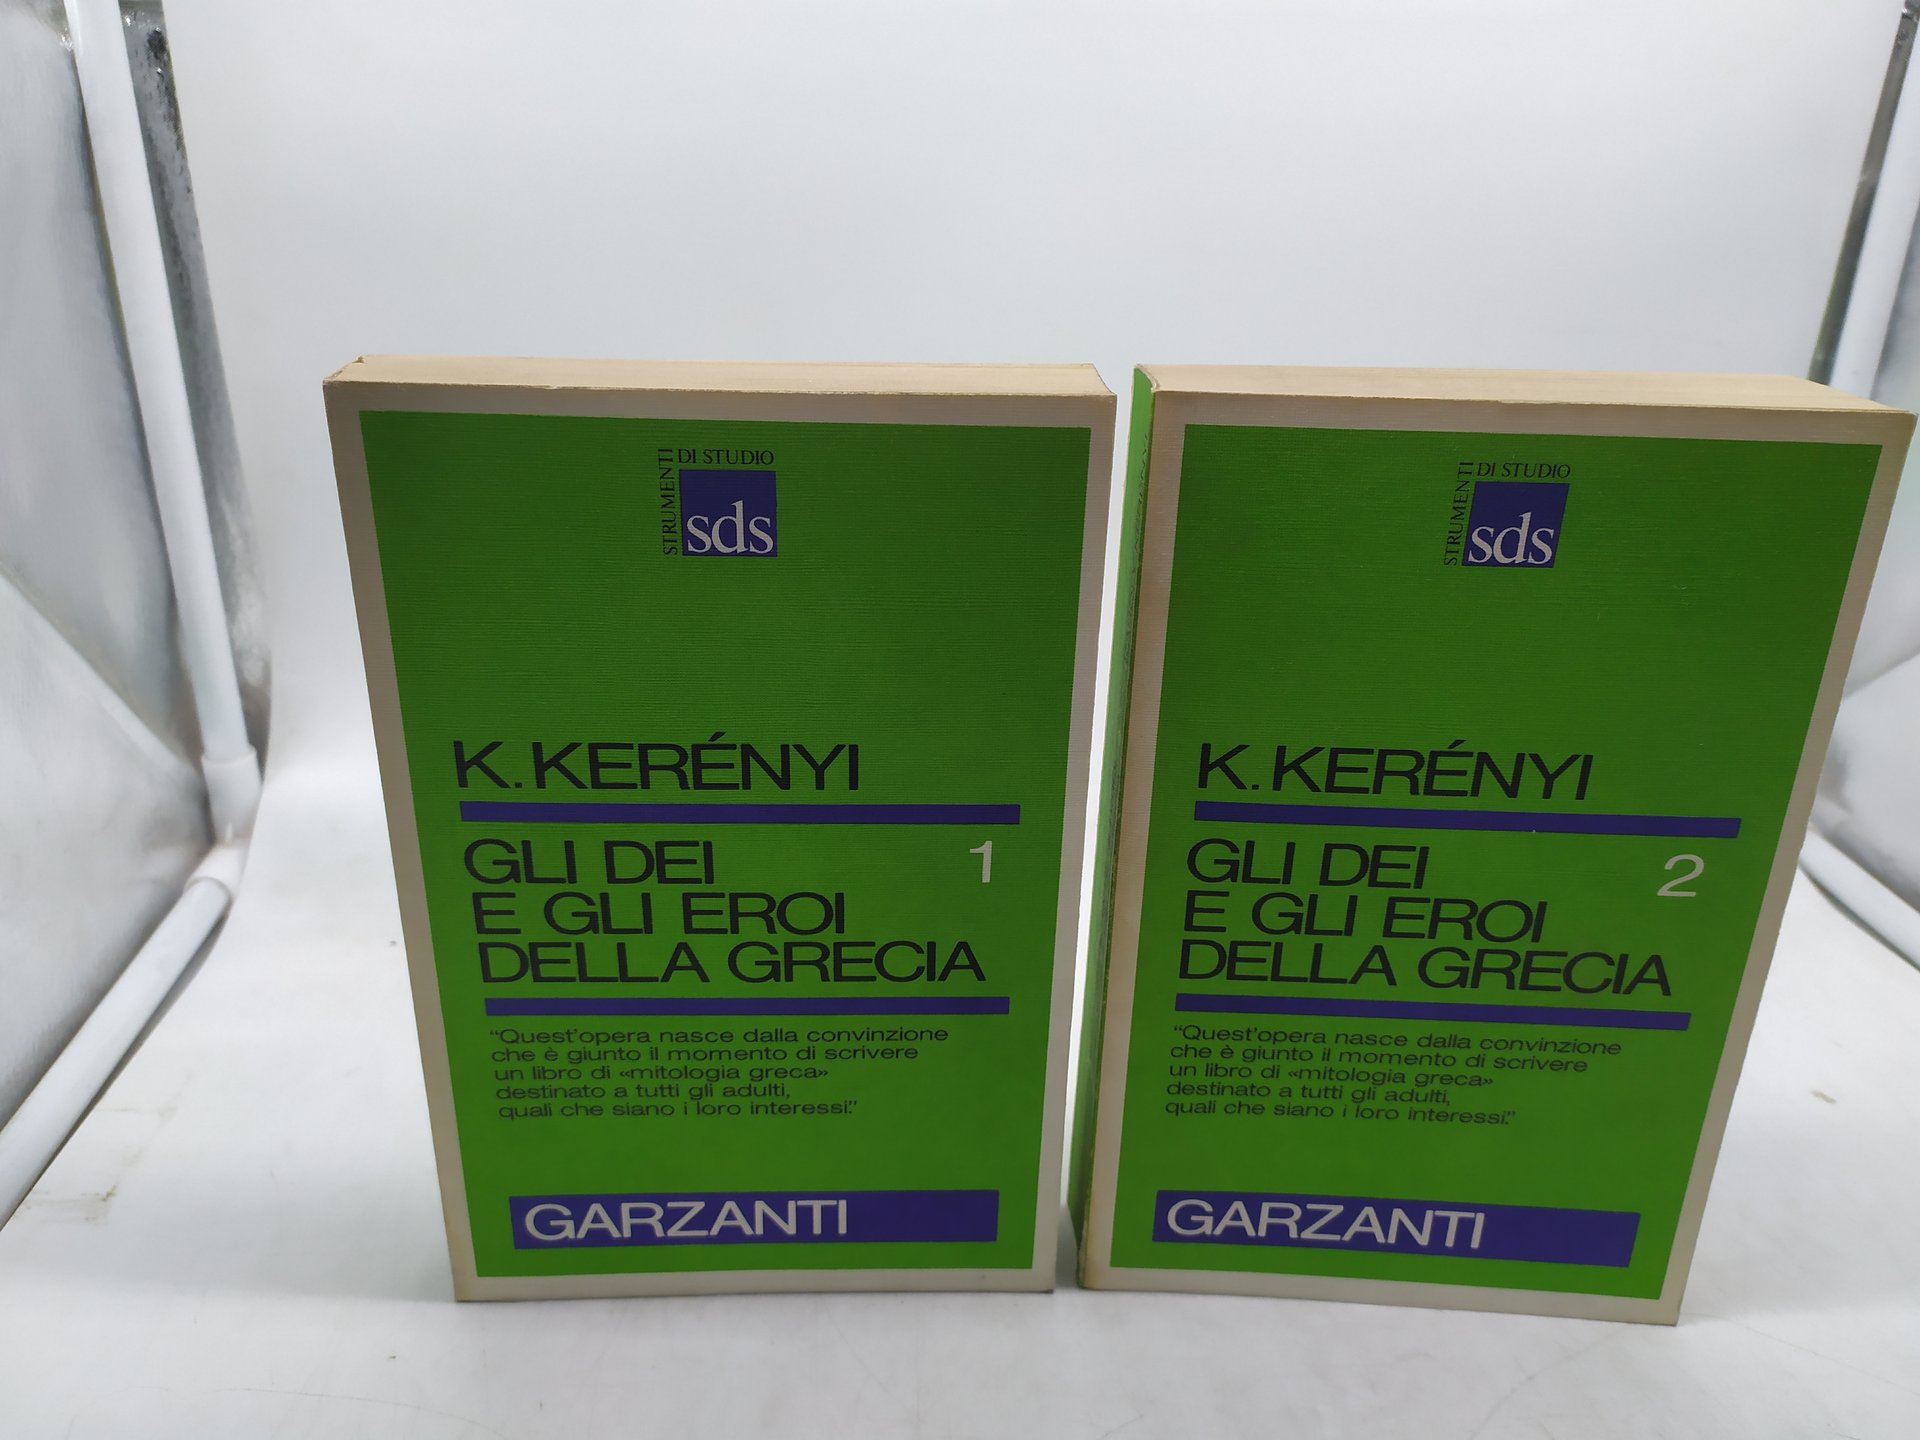 STRUMENTI
DI STUDIO
sds
K. KERÉNYI
GLI DEI 1
E GLI EROI
DELLA GRECIA
“Quest'opera nasce dalla convinzione
che è giunto il momento di scrivere
un libro di «mitologia greca»
destinato a tutti gli adulti,
quali che siano i loro interessi.”
GARZANTI
STRUMENTI
DI STUDIO
sds
K. KERÉNYI
GLI DEI 2
E GLI EROI
DELLA GRECIA
“Quest'opera nasce dalla convinzione
che è giunto il momento di scrivere
un libro di «mitologia greca»
destinato a tutti gli adulti,
quali che siano i loro interessi.”
GARZANTI